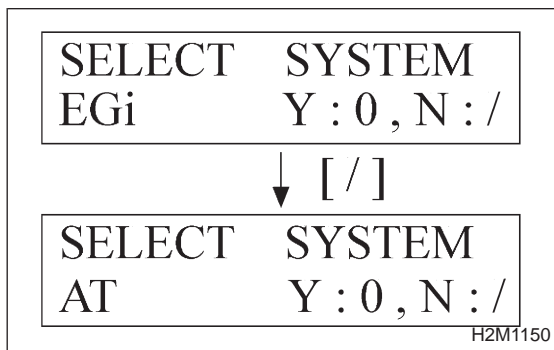 SELECT SYSTEM
EGi Y : 0 , N : /
[ / ]
SELECT SYSTEM
AT Y : 0 , N : /
H2M1150